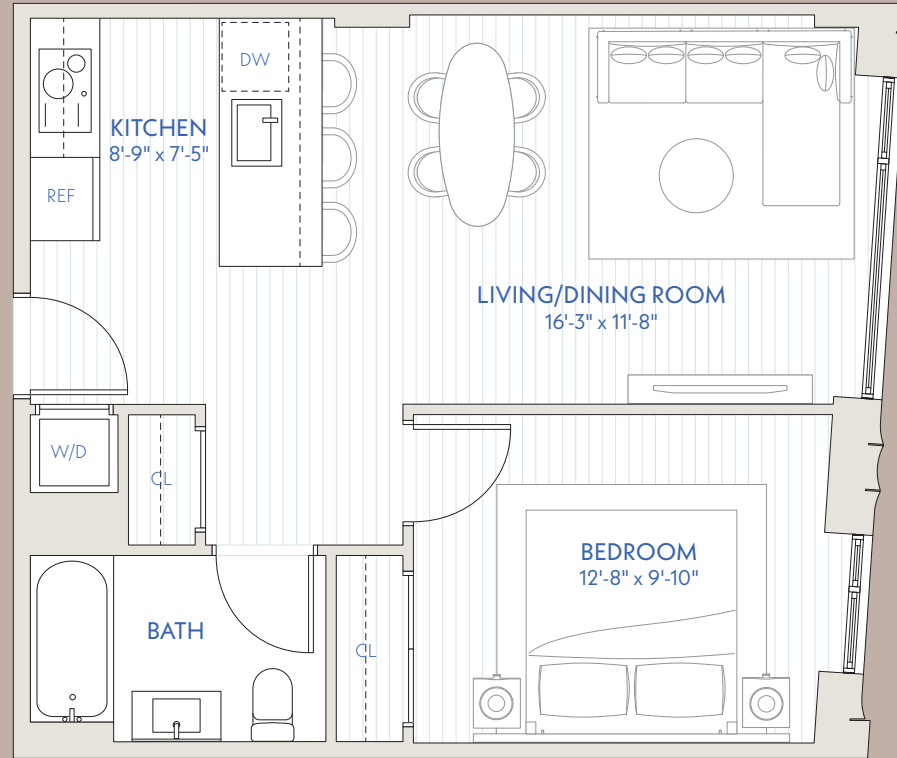 DW
KITCHEN
8'-9" x 7'-5"
REF
LIVING/DINING ROOM
16'-3" x 11'-8"
W/D
CL
BEDROOM
12'-8" x 9'-10"
BATH
CL